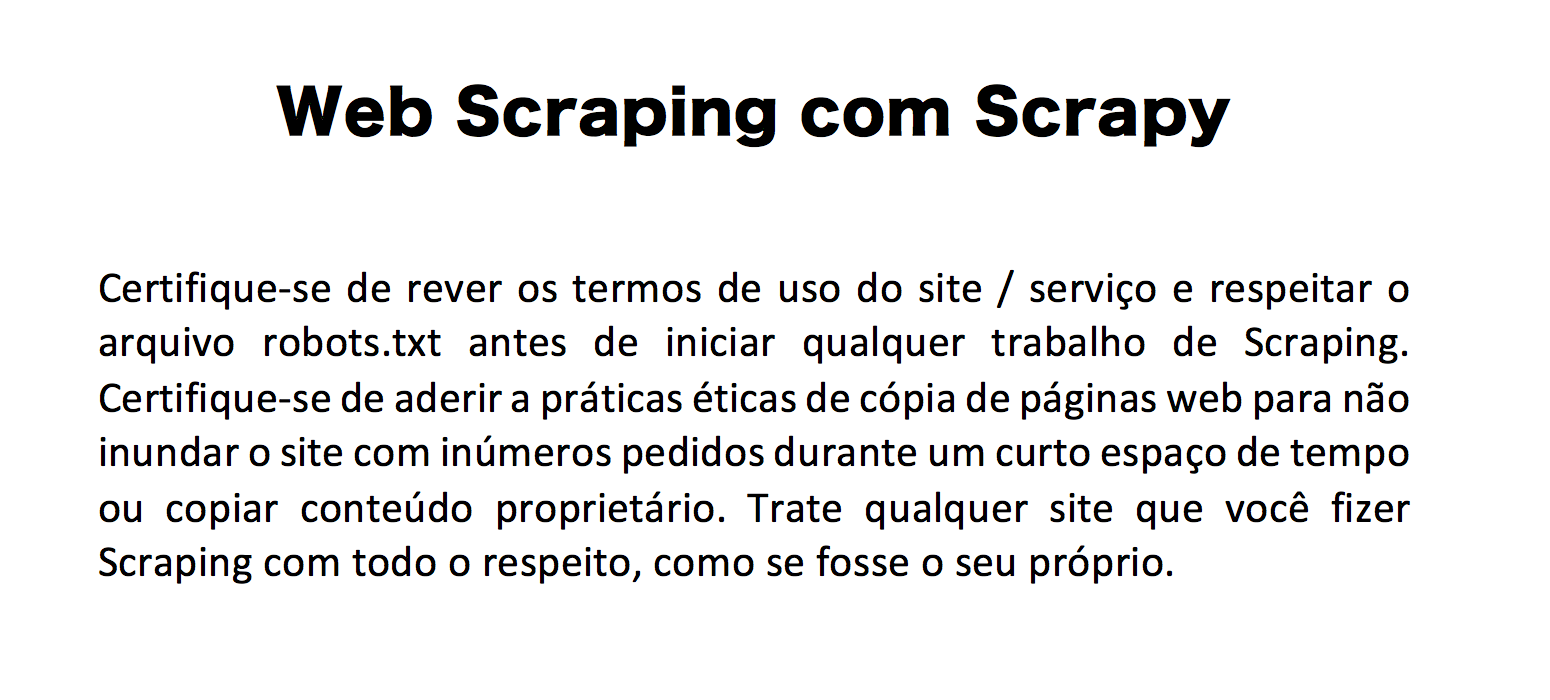 Web Scraping com Scrapy
Certifique-se de rever os termos de uso do site / serviço e respeitar o
arquivo robots.txt antes de iniciar qualquer trabalho de Scraping.
Certifique-se de aderir a práticas éticas de cópia de páginas web para não
inundar o site com inúmeros pedidos durante um curto espaço de tempo
ou copiar conteúdo proprietário. Trate qualquer site que você fizer
Scraping com todo o respeito, como se fosse o seu próprio.